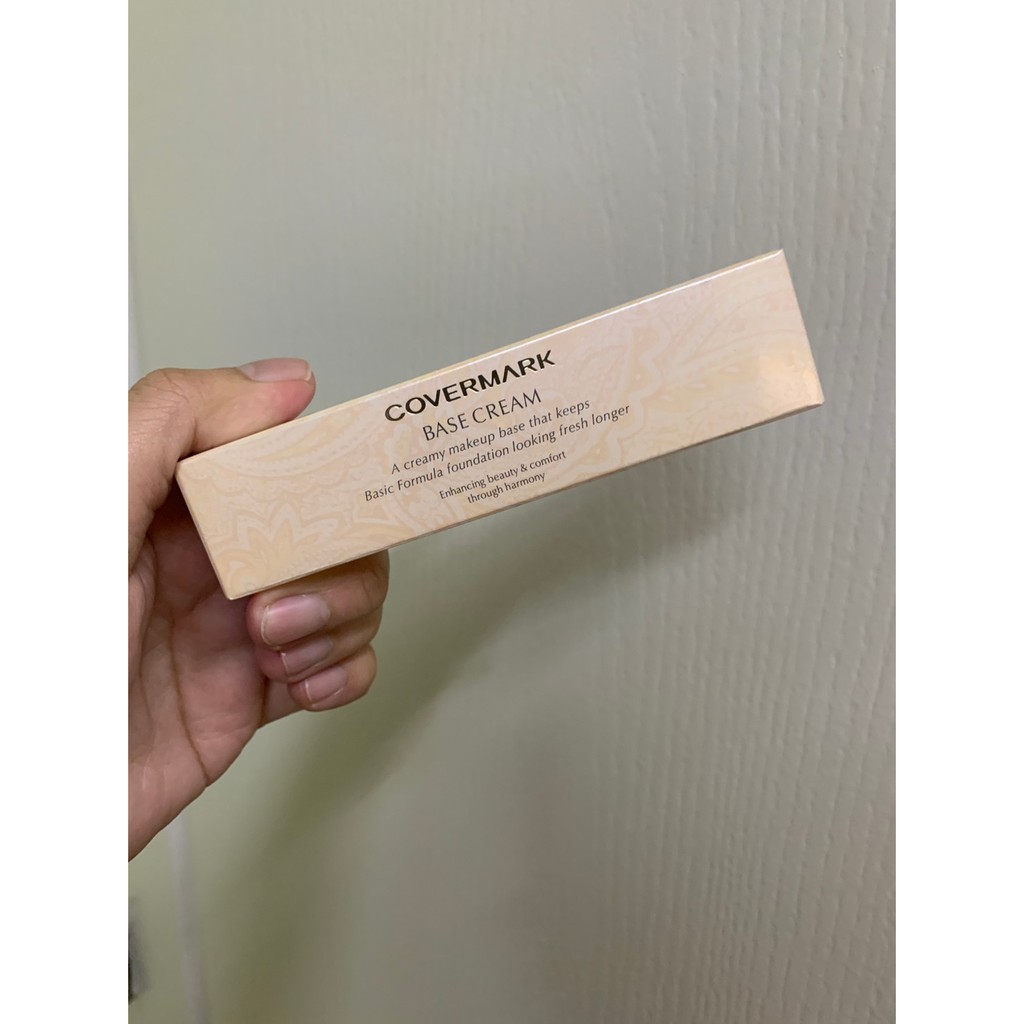 COVERMARK
BASE CREAM
A creamy makeup base that keeps
Basic Formula foundation looking fresh longer
Enhancing beauty & comfort
through harmony